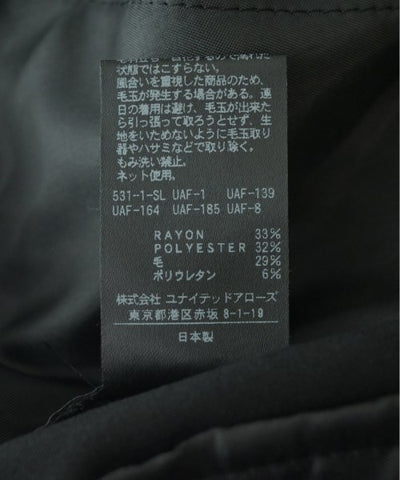 状態ではこすらない。
風合いを重視した商品のため、
毛玉が発生する場合がある。連
日の着用は避け、毛玉が出来た
ら引っ張って取ろうとせず、生
地をいためないように毛玉取り
器やハサミなどで取り除く。
もみ洗い禁止。
ネット使用。
531-1-SL UAF-1 UAF-139
UAF-164 UAF-185 UAF-8
RAYON 33%
POLYESTER 32%
毛 29%
ポリウレタン 6%
株式会社 ユナイテッドアローズ
東京都港区赤坂 8-1-19
日本製